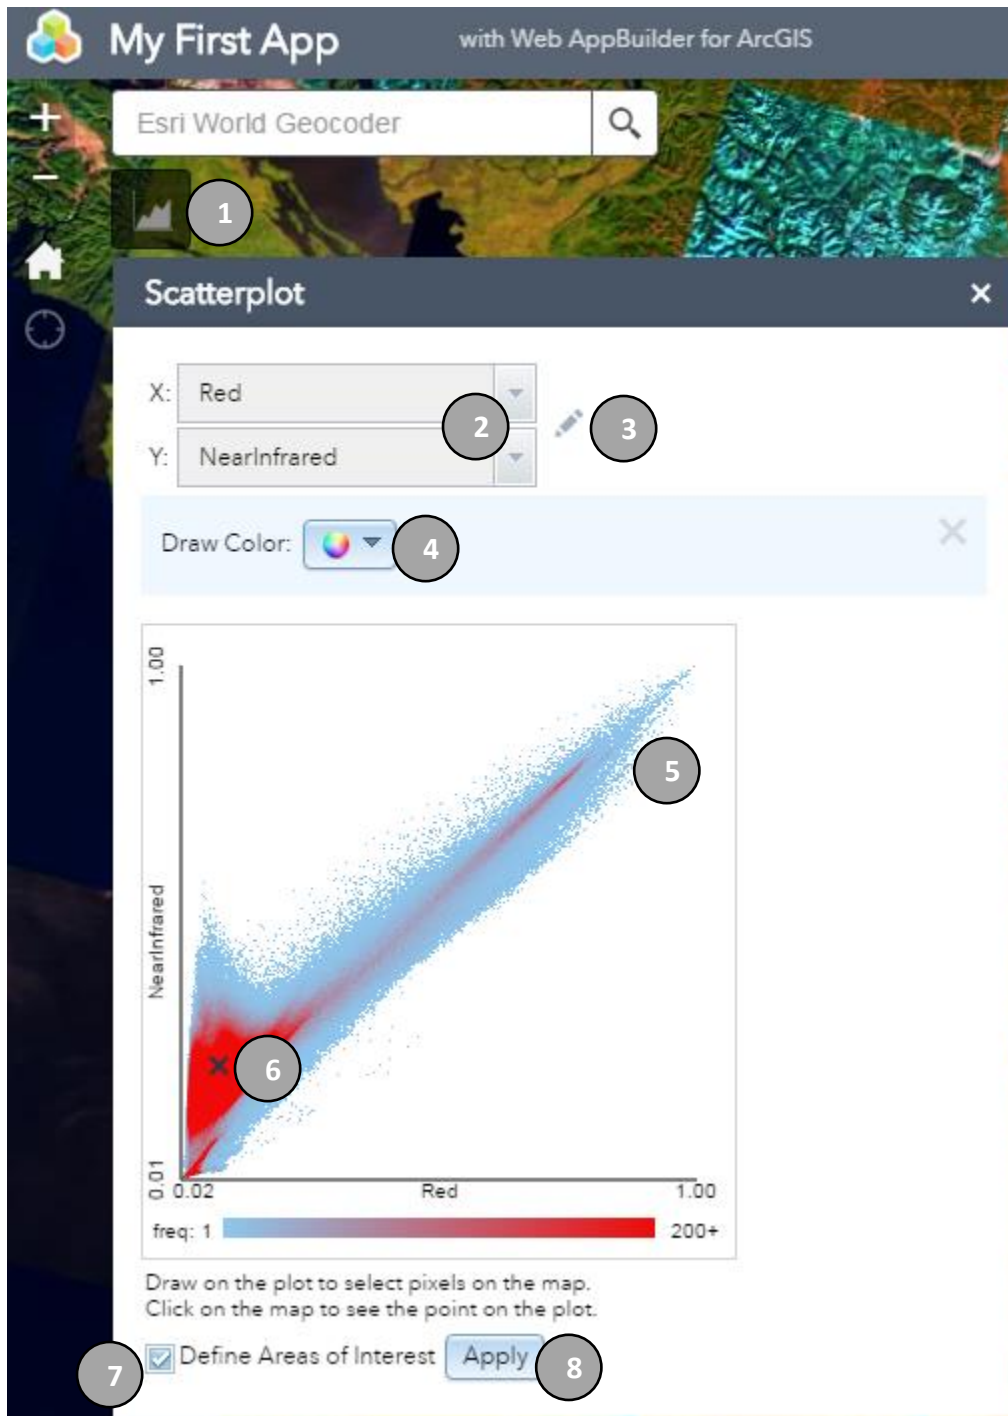 My First App with Web AppBuilder for ArcGIS
Esri World Geocoder
1
Scatterplot
X: Red
2
3
Y: NearInfrared
Draw Color:
4
1.00
5
NearInfrared
6
0.01
0.02 Red 1.00
freq: 1 200+
Draw on the plot to select pixels on the map.
Click on the map to see the point on the plot.
7 Define Areas of Interest Apply 8